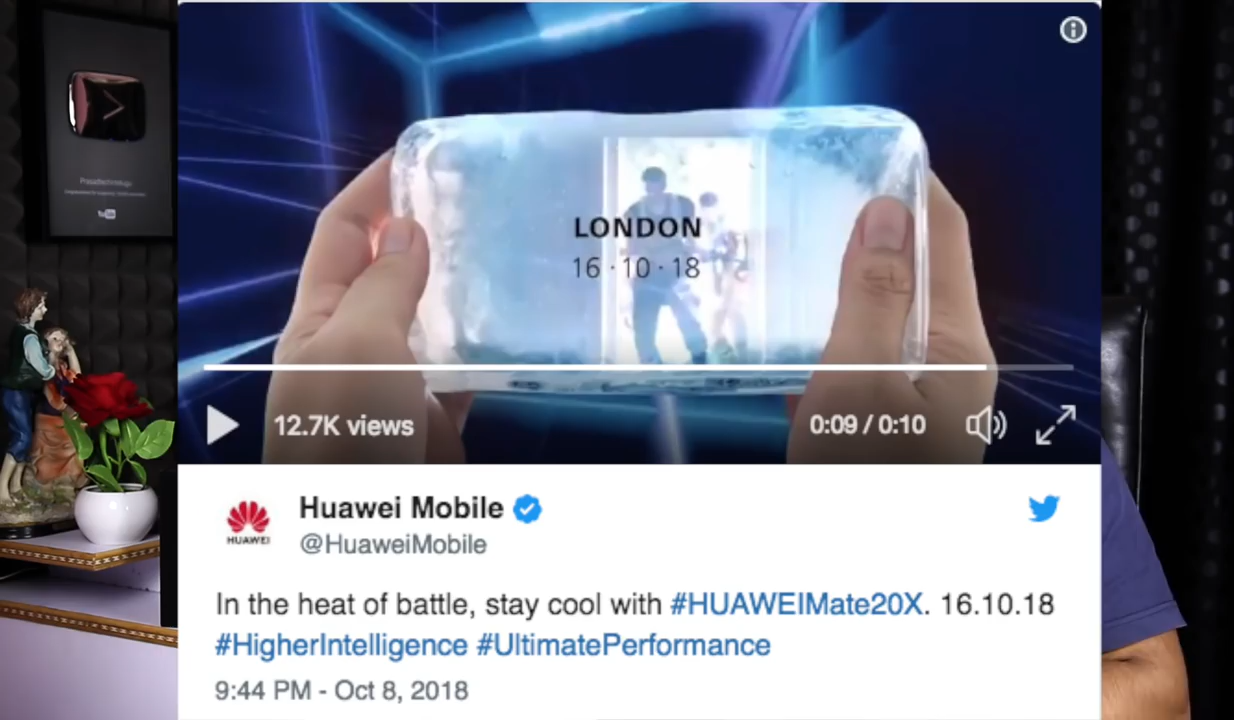 LONDON
16·10·18
12.7K views
0:09 / 0:10
Huawei Mobile
@HuaweiMobile
HUAWEI
In the heat of battle, stay cool with #HUAWEIMate20X. 16.10.18
#HigherIntelligence #UltimatePerformance
9:44 PM - Oct 8, 2018